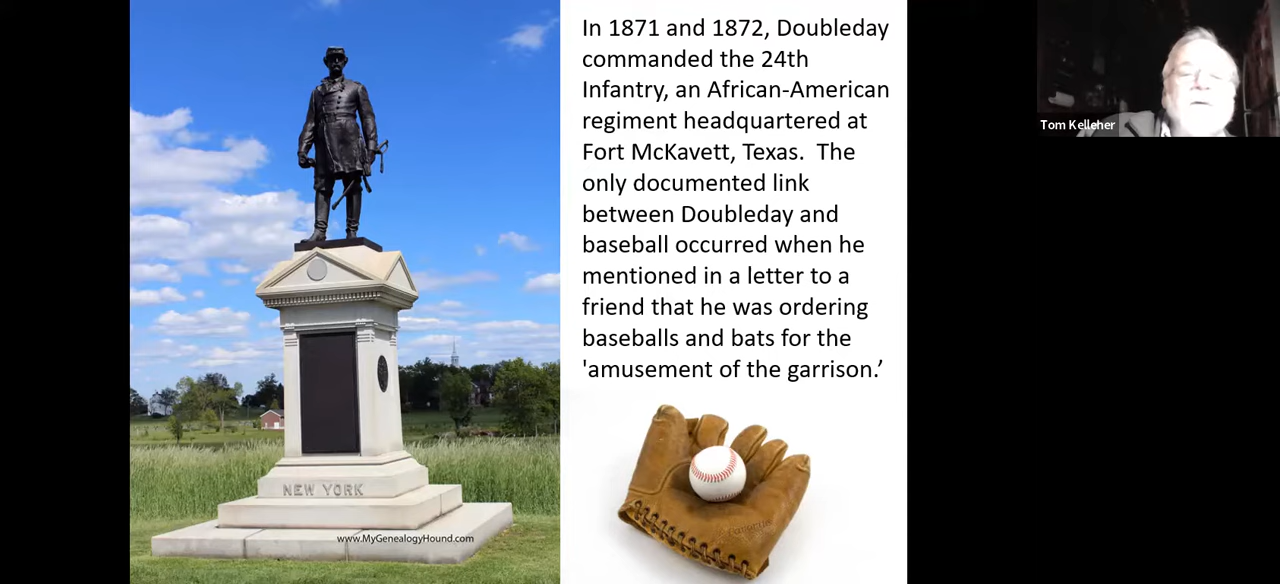 In 1871 and 1872, Doubleday
commanded the 24th
Infantry, an African-American
regiment headquartered at
Fort McKavett, Texas.  The
only documented link
between Doubleday and
baseball occurred when he
mentioned in a letter to a
friend that he was ordering
baseballs and bats for the
'amusement of the garrison.’
Tom Kelleher
NEW YORK
www.MyGenealogyHound.com